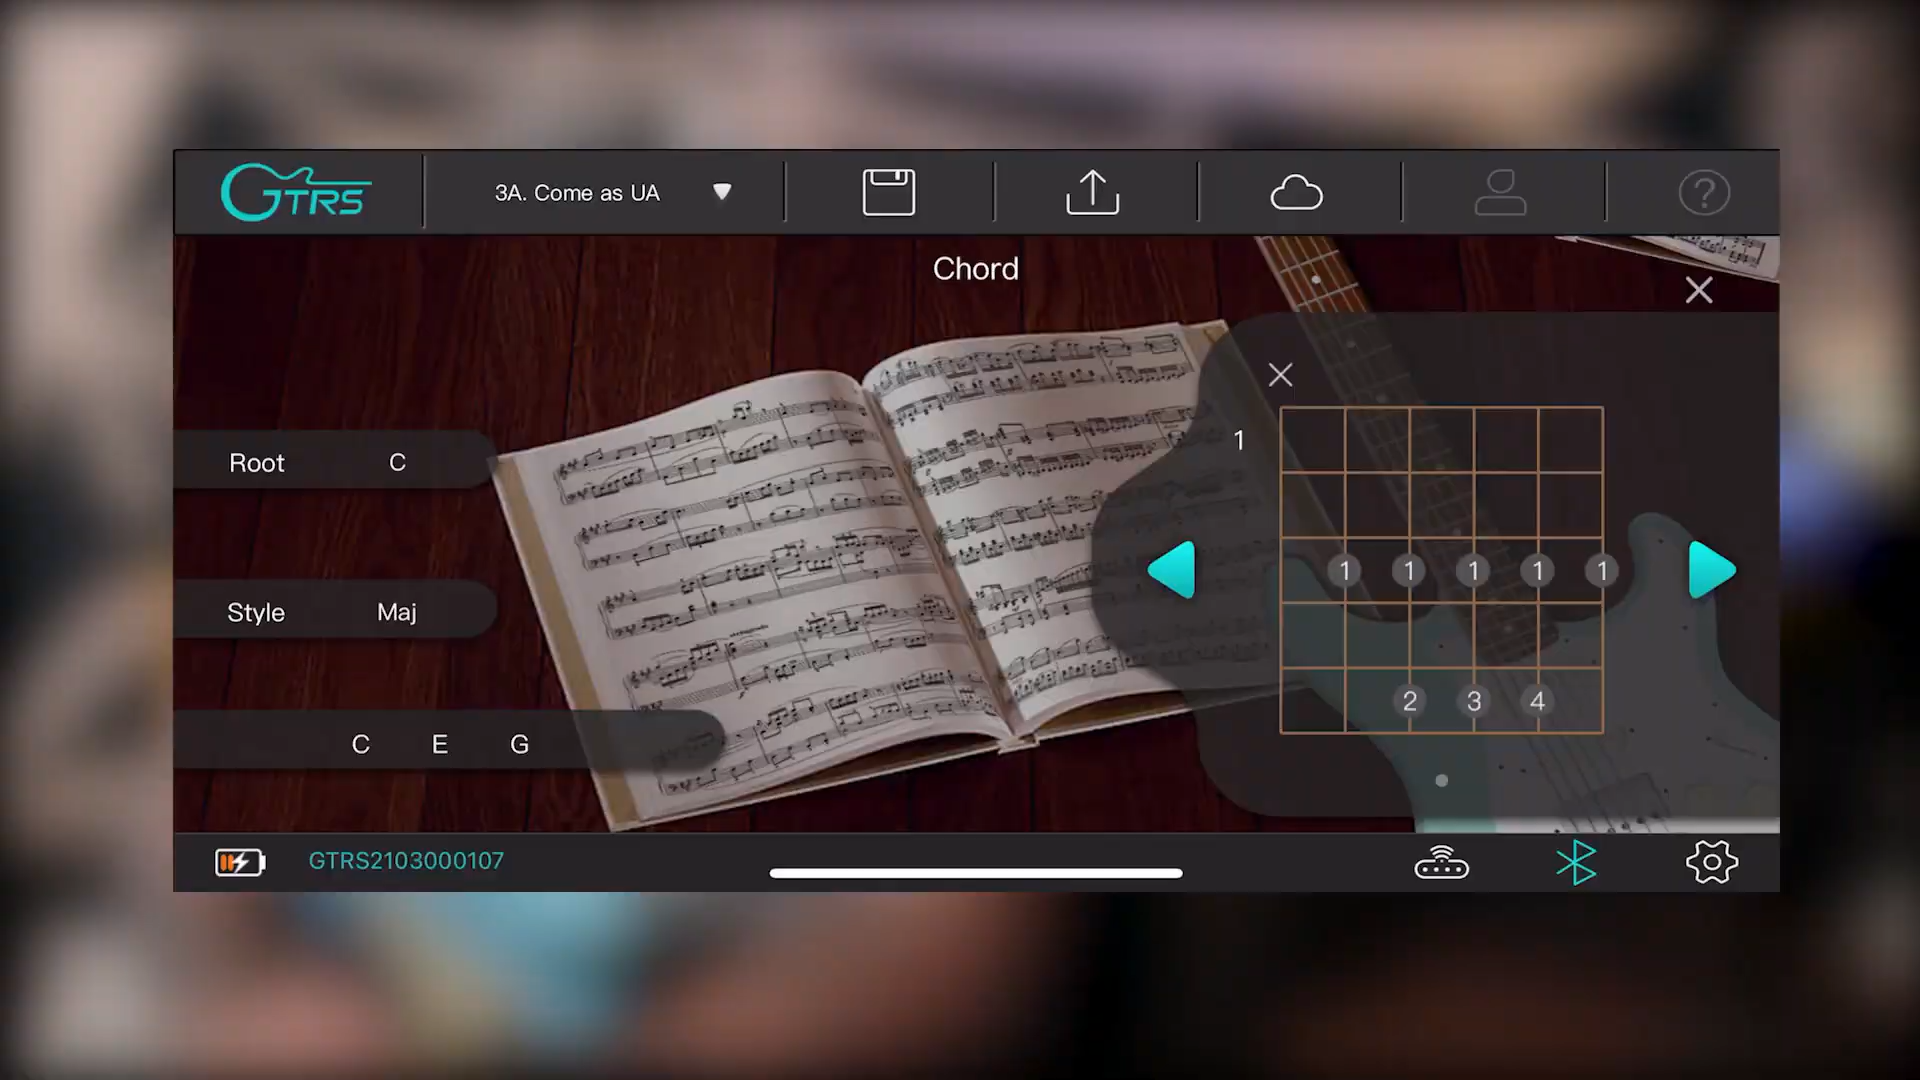 GTRS
3A. Come as UA
Chord
Root C
Style Maj
C E G
1
1 1 1 1 1
2 3 4
GTRS2103000107